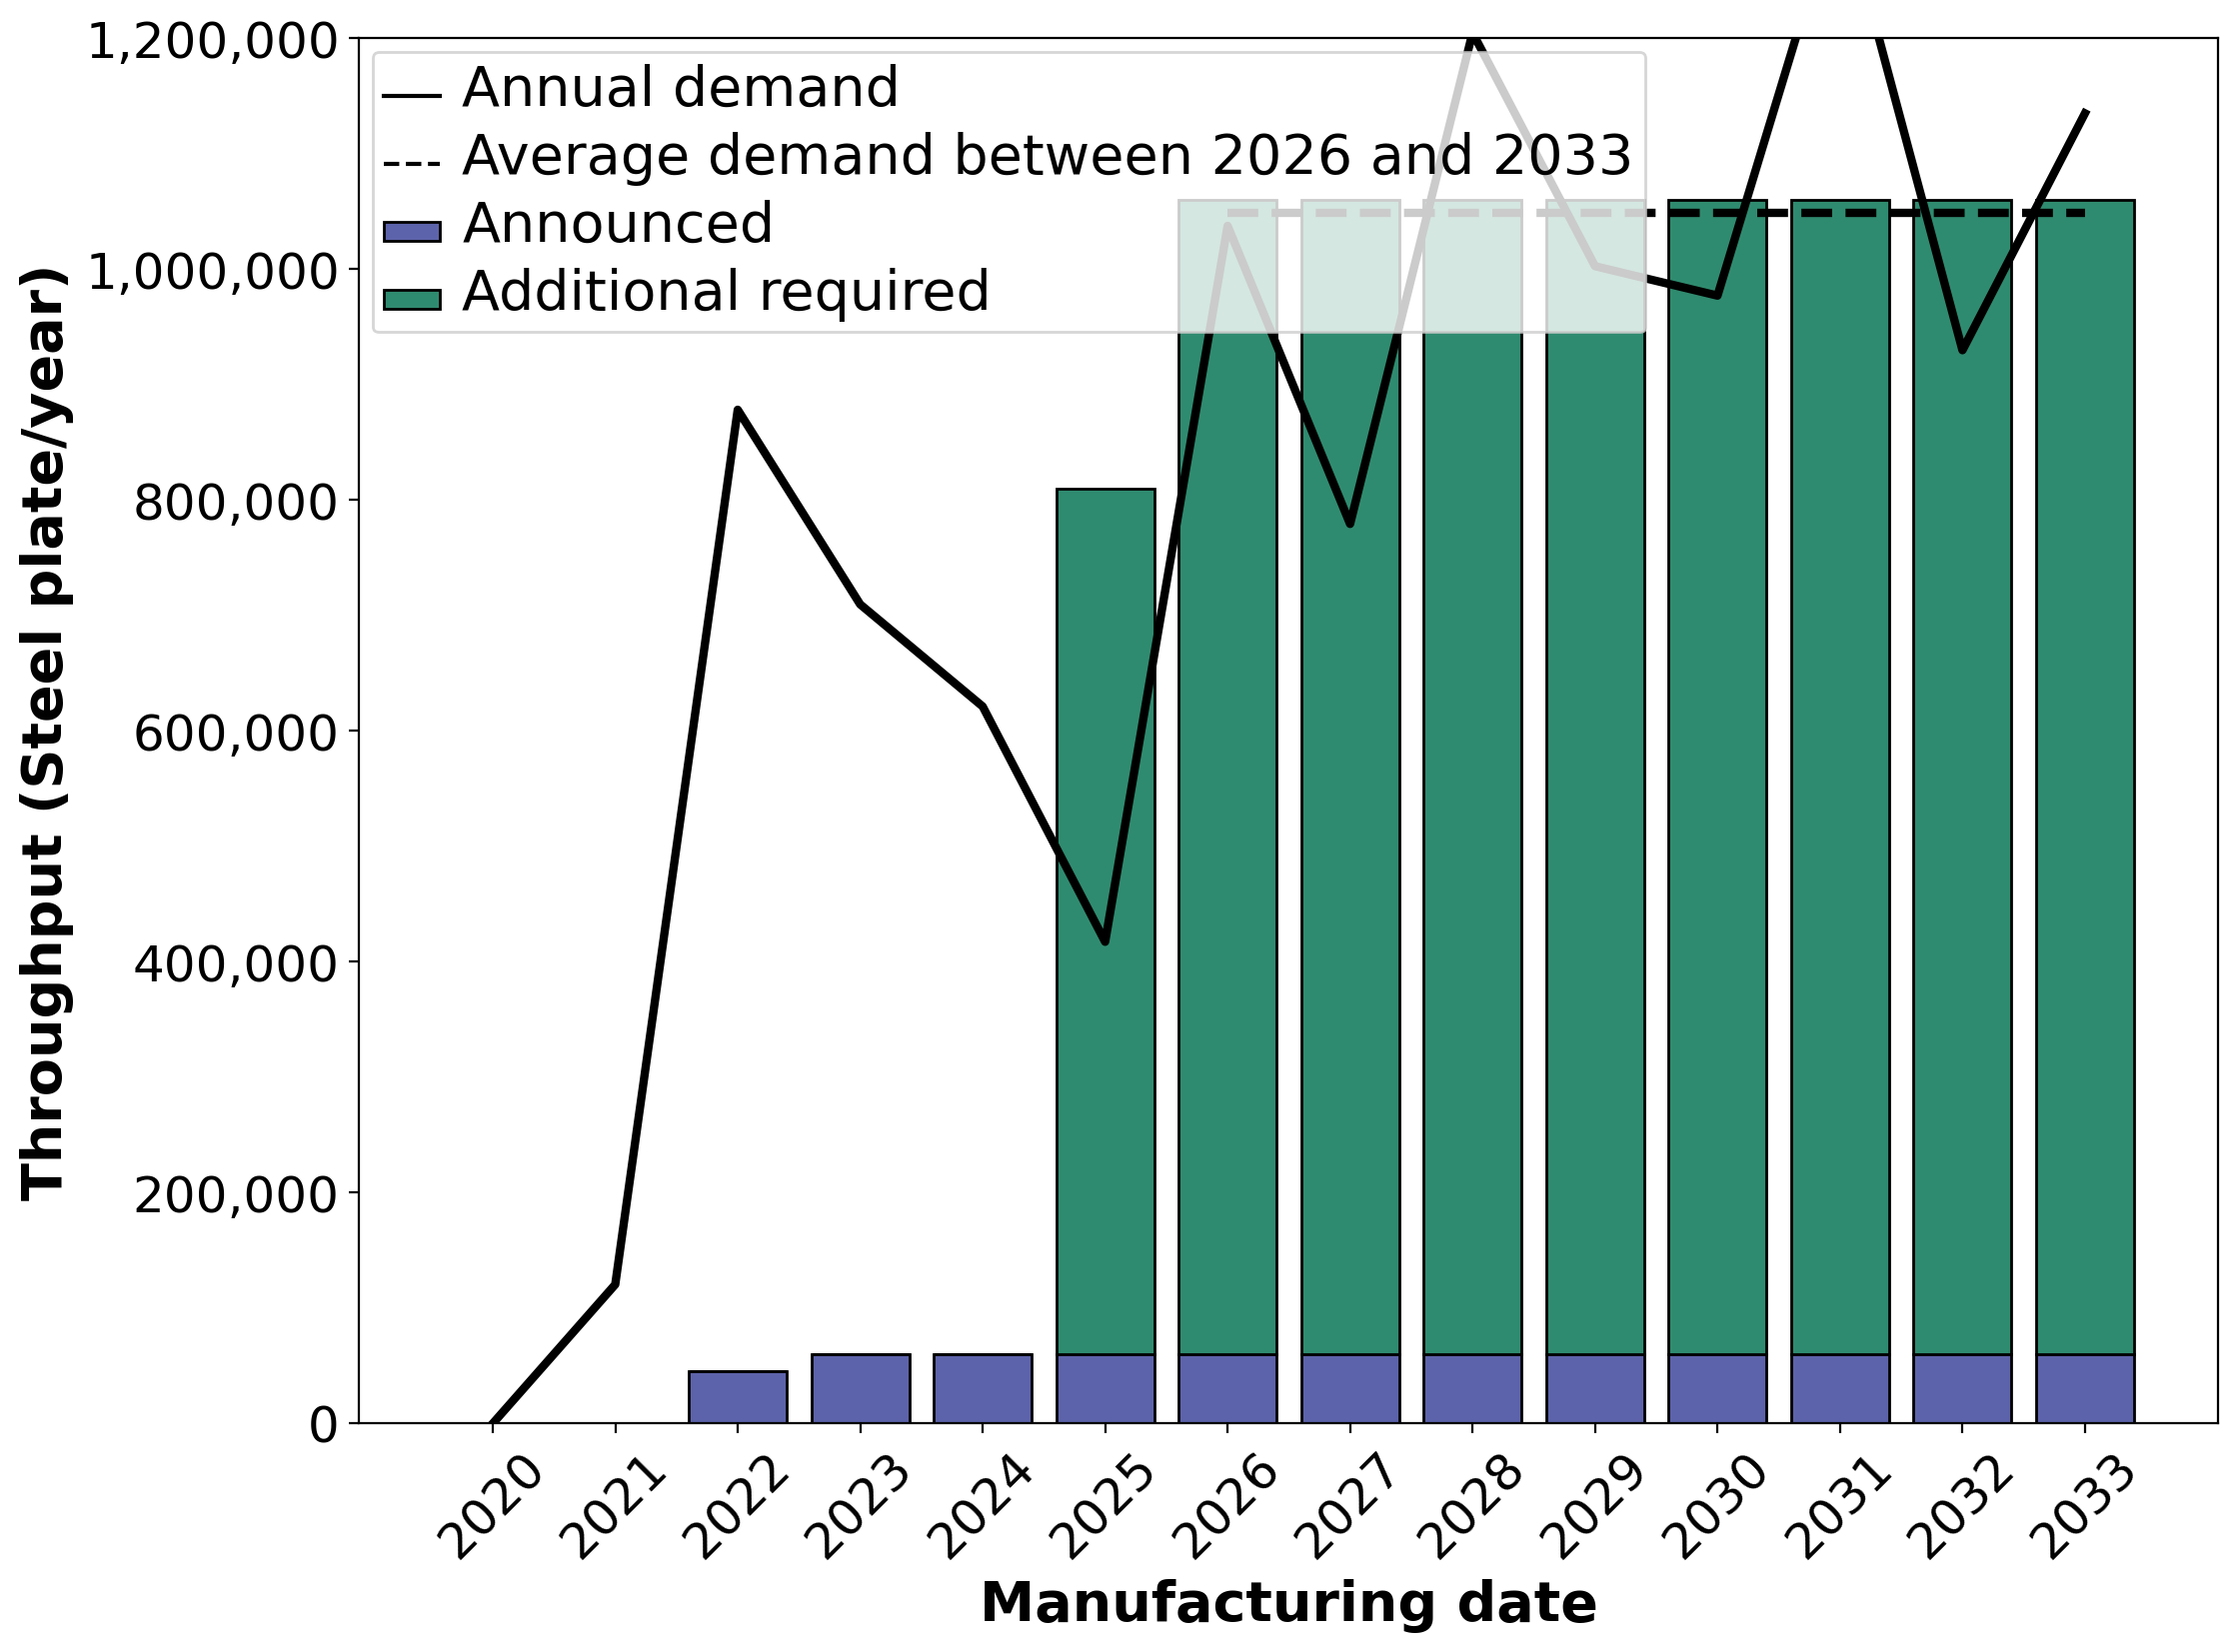 1,200,000
1,000,000
800,000
600,000
400,000
200,000
0
Throughput (Steel plate/year)
Annual demand
Average demand between 2026 and 2033
Announced
Additional required
2020 2021 2022 2023 2024 2025 2026 2027 2028 2029 2030 2031 2032 2033
Manufacturing date